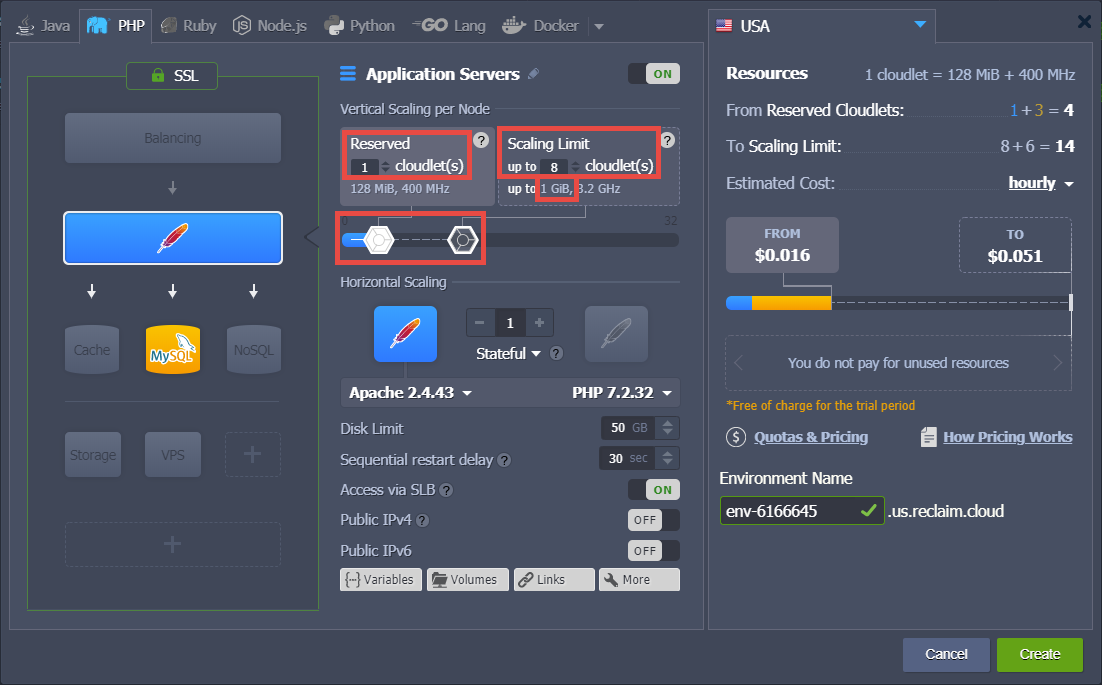 Java
PHP
Ruby
Node.js
Python
GO Lang
Docker
SSL
Balancing
Cache
MySQL
NoSQL
Storage
VPS
Application Servers
ON
Vertical Scaling per Node
Reserved
1 cloudlet(s)
128 MiB, 400 MHz
Scaling Limit
up to 8 cloudlet(s)
up to 1 GiB, 3.2 GHz
0
32
Horizontal Scaling
1
Stateful
Apache 2.4.43
PHP 7.2.32
Disk Limit
50 GB
Sequential restart delay
30 sec
Access via SLB
ON
Public IPv4
OFF
Public IPv6
OFF
Variables
Volumes
Links
More
USA
Resources
1 cloudlet = 128 MiB + 400 MHz
From Reserved Cloudlets:
1 + 3 = 4
To Scaling Limit:
8 + 6 = 14
Estimated Cost:
hourly
FROM
$0.016
TO
$0.051
You do not pay for unused resources
*Free of charge for the trial period
Quotas & Pricing
How Pricing Works
Environment Name
env-6166645
.us.reclaim.cloud
Cancel
Create